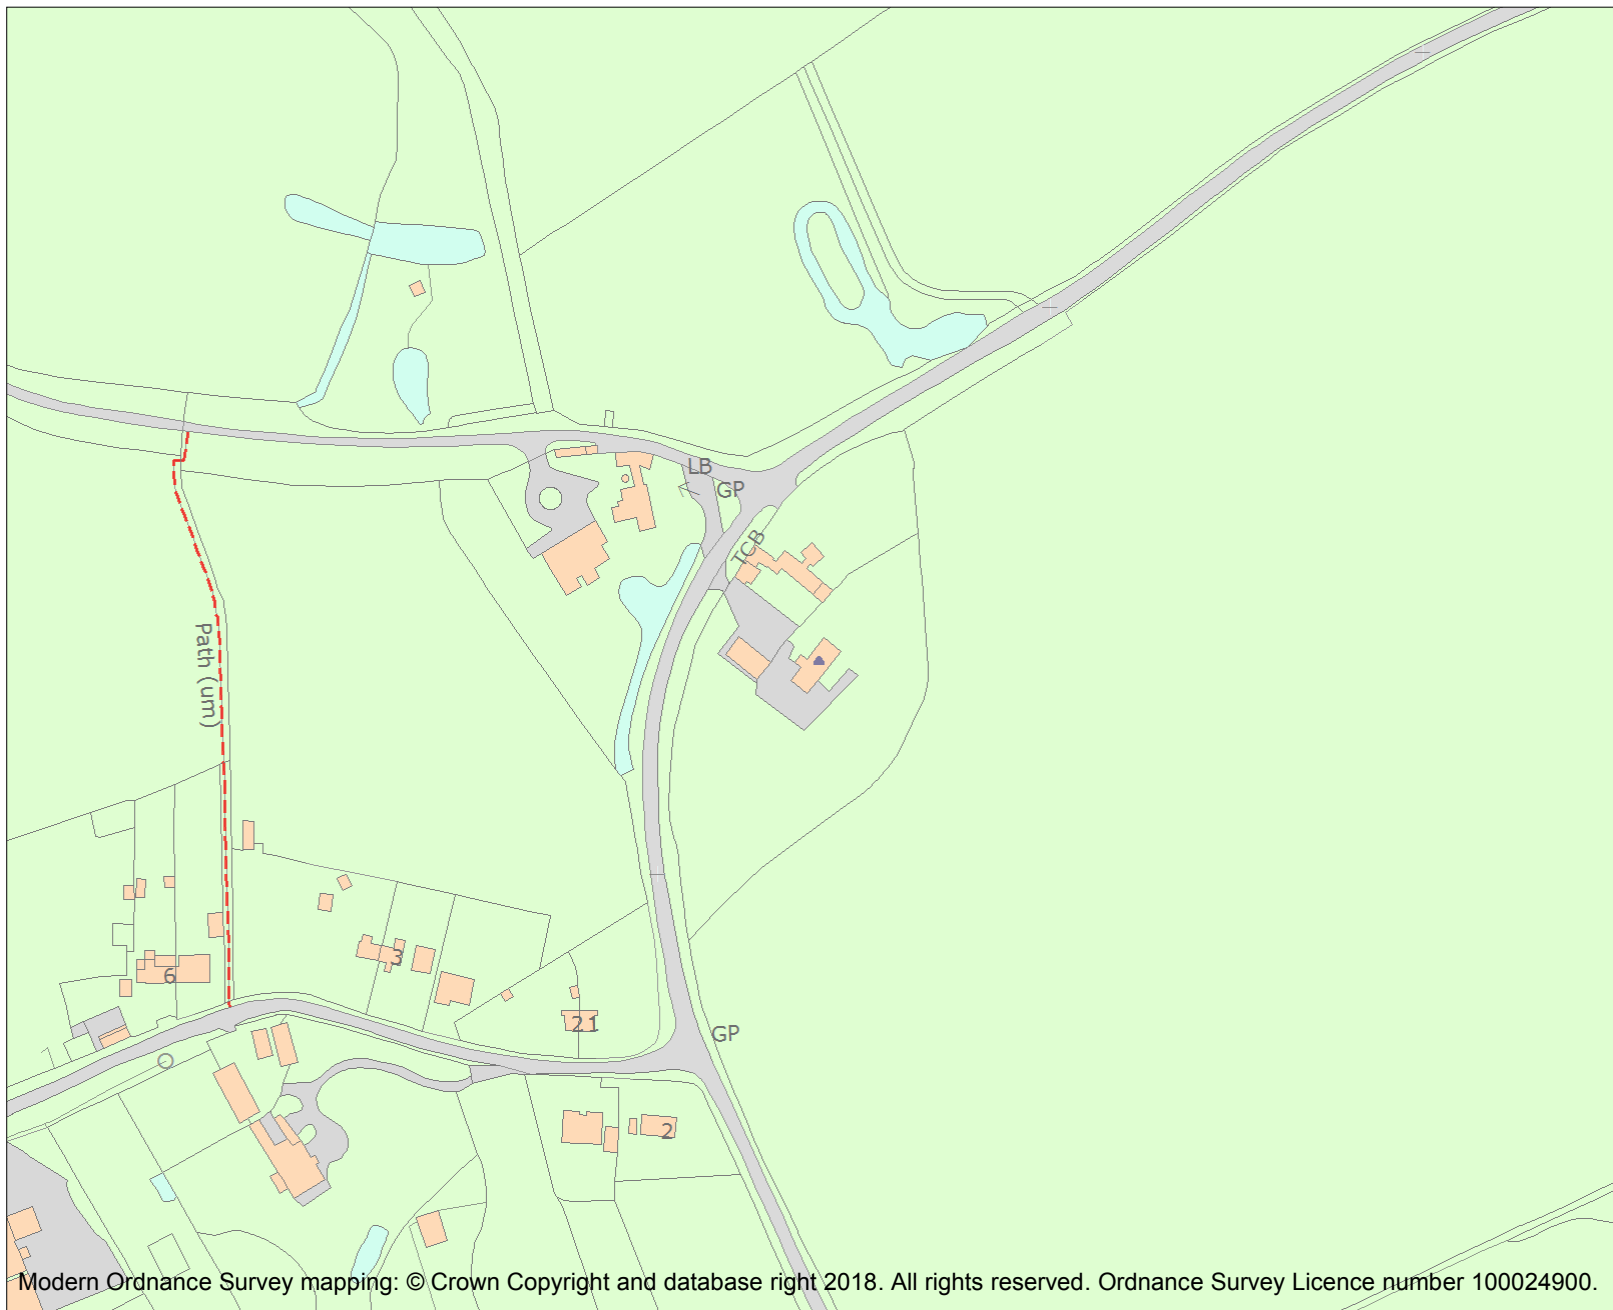 LB
GP
TCB
Path (um)
3
6
21
GP
2
Modern Ordnance Survey mapping: © Crown Copyright and database right 2018. All rights reserved. Ordnance Survey Licence number 100024900.